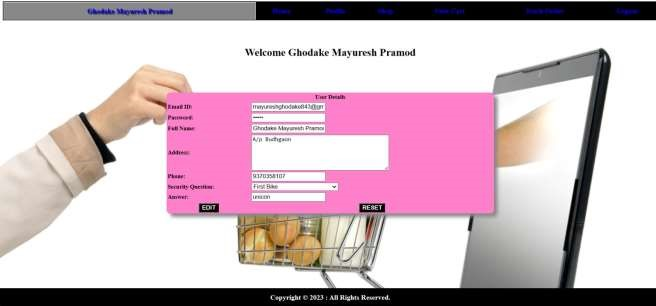 Ghodake Mayuresh Pramod Home Profile Shop View Cart Track Order Logout
Welcome Ghodake Mayuresh Pramod
User Details
Email ID: mayureshghodake843@gm
Password: •••••
Full Name: Ghodake Mayuresh Pramod
Address: A/p Budhgaon
Phone: 9370358107
Security Question: First Bike
Answer: unicon
EDIT RESET
Copyright © 2023 : All Rights Reserved.